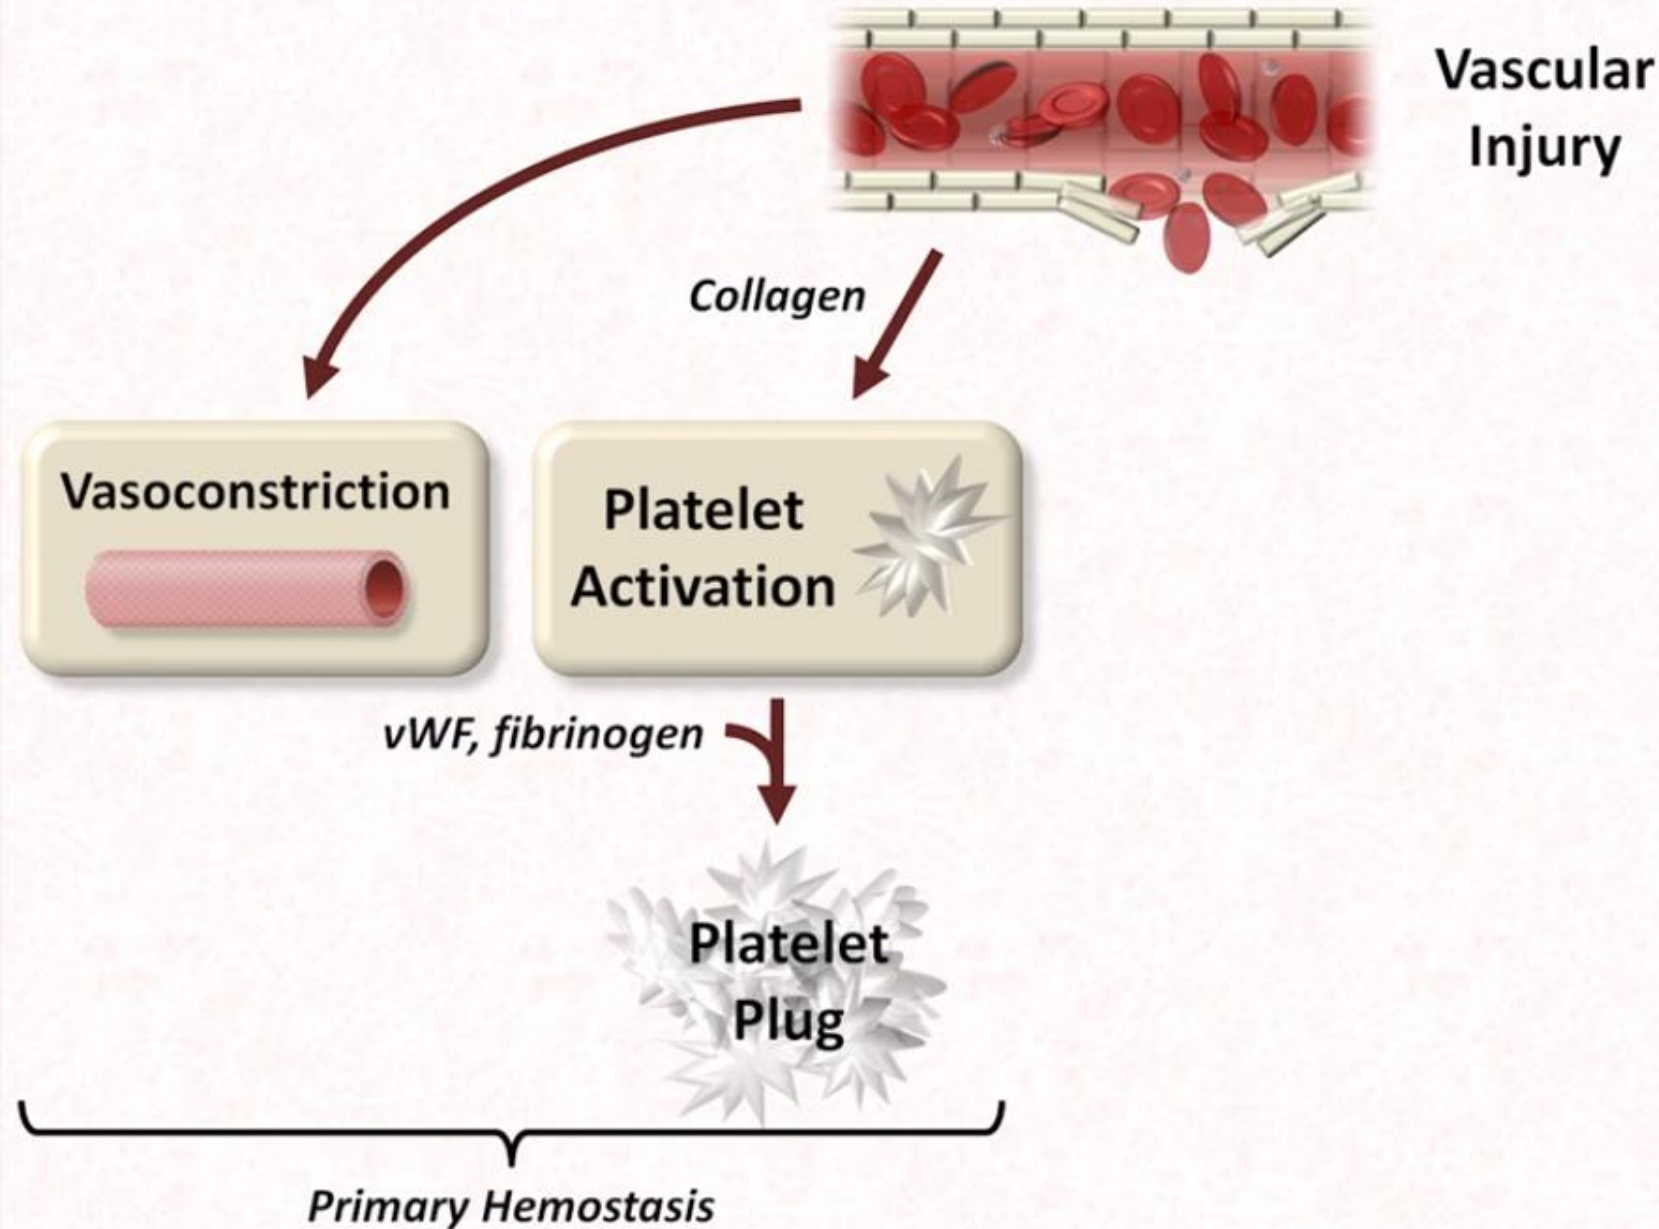 Vascular
Injury
Collagen
Vasoconstriction
Platelet
Activation
vWF, fibrinogen
Platelet
Plug
Primary Hemostasis